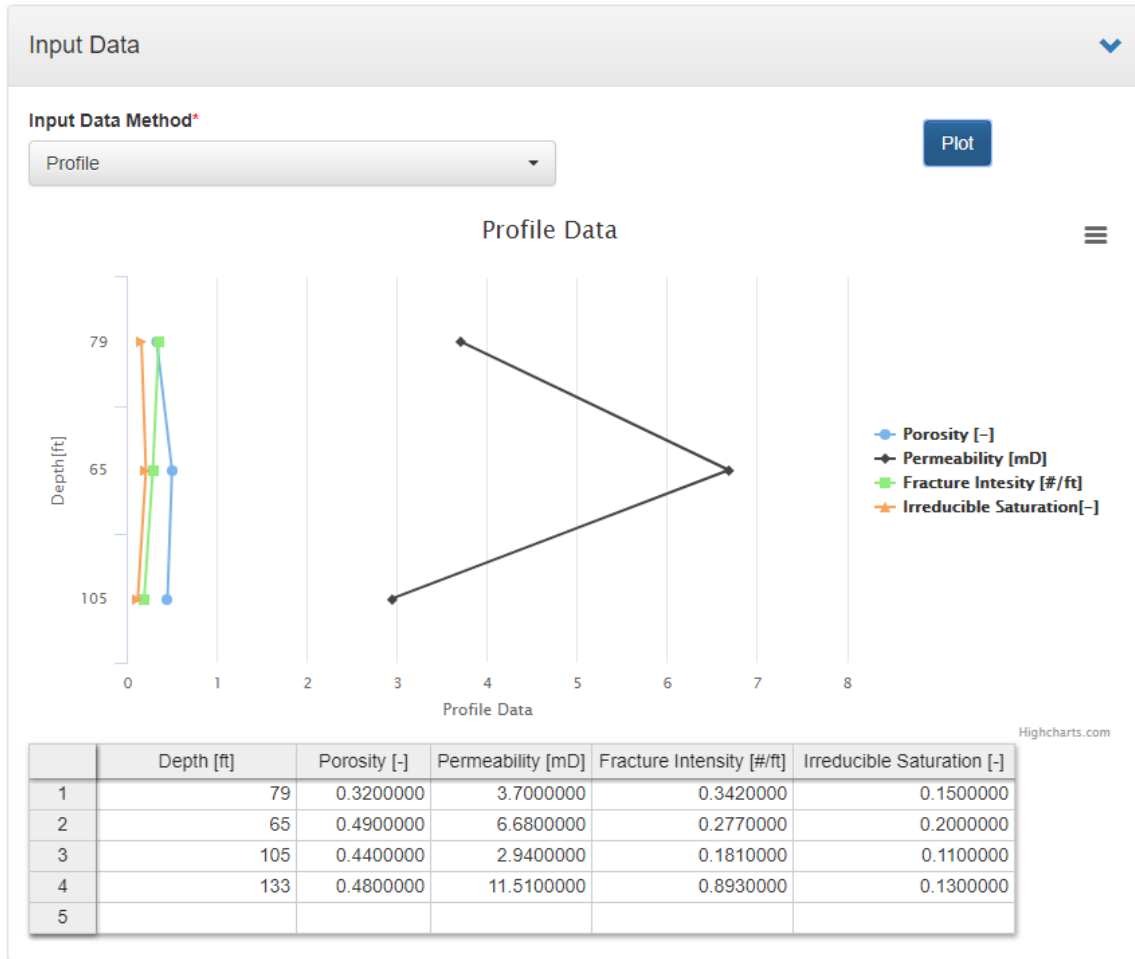 Input Data
Input Data Method*
Profile
Plot
Profile Data
79
65
105
Depth[ft]
0 1 2 3 4 5 6 7 8
Profile Data
Porosity [–]
Permeability [mD]
Fracture Intesity [#/ft]
Irreducible Saturation[–]
Highcharts.com
Depth [ft] Porosity [-] Permeability [mD] Fracture Intensity [#/ft] Irreducible Saturation [-]
1 79 0.3200000 3.7000000 0.3420000 0.1500000
2 65 0.4900000 6.6800000 0.2770000 0.2000000
3 105 0.4400000 2.9400000 0.1810000 0.1100000
4 133 0.4800000 11.5100000 0.8930000 0.1300000
5